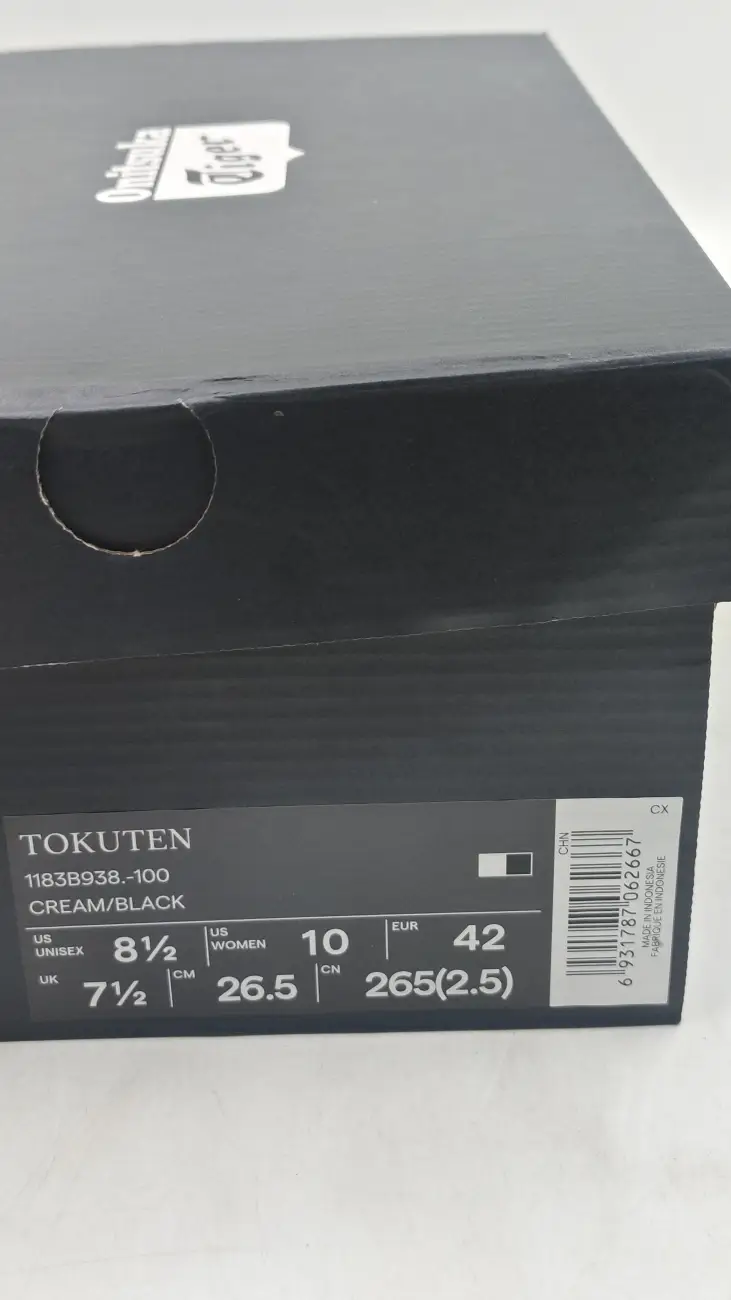 Onitsuka
Tiger
TOKUTEN
1183B938.-100
CREAM/BLACK
US UNISEX 8½ US WOMEN 10 EUR 42
UK 7½ CM 26.5 CN 265(2.5)
CX
CHN
6 931787 062667
MADE IN INDONESIA
FABRIQUE EN INDONESIE